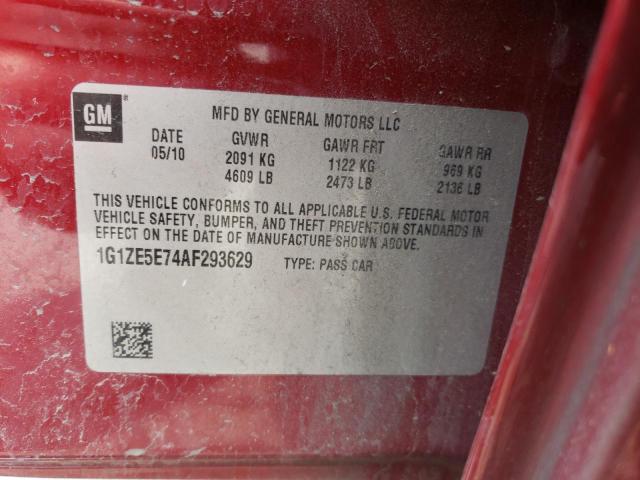 GM
MFD BY GENERAL MOTORS LLC
DATE GVWR GAWR FRT GAWR RR
05/10 2091 KG 1122 KG 969 KG
4609 LB 2473 LB 2136 LB
THIS VEHICLE CONFORMS TO ALL APPLICABLE U.S. FEDERAL MOTOR
VEHICLE SAFETY, BUMPER, AND THEFT PREVENTION STANDARDS IN
EFFECT ON THE DATE OF MANUFACTURE SHOWN ABOVE.
1G1ZE5E74AF293629 TYPE: PASS CAR